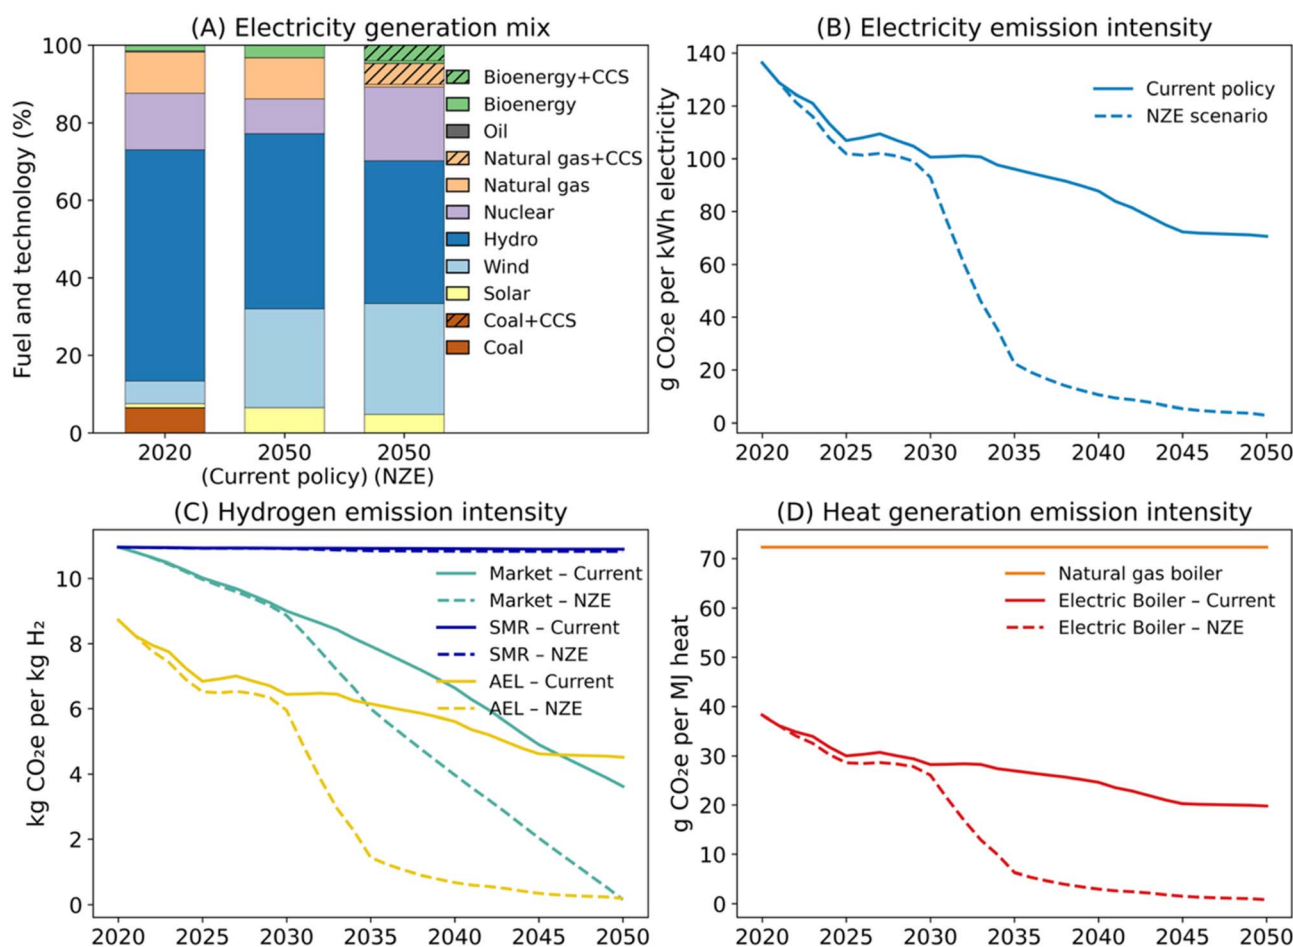 (A) Electricity generation mix
Fuel and technology (%)
100
80
60
40
20
0
Bioenergy+CCS
Bioenergy
Oil
Natural gas+CCS
Natural gas
Nuclear
Hydro
Wind
Solar
Coal+CCS
Coal
2020 2050 2050
(Current policy) (NZE)
(B) Electricity emission intensity
g CO₂e per kWh electricity
140
120
100
80
60
40
20
0
Current policy
NZE scenario
2020 2025 2030 2035 2040 2045 2050
(C) Hydrogen emission intensity
kg CO₂e per kg H₂
10
8
6
4
2
0
Market – Current
Market – NZE
SMR – Current
SMR – NZE
AEL – Current
AEL – NZE
2020 2025 2030 2035 2040 2045 2050
(D) Heat generation emission intensity
g CO₂e per MJ heat
70
60
50
40
30
20
10
0
Natural gas boiler
Electric Boiler – Current
Electric Boiler – NZE
2020 2025 2030 2035 2040 2045 2050